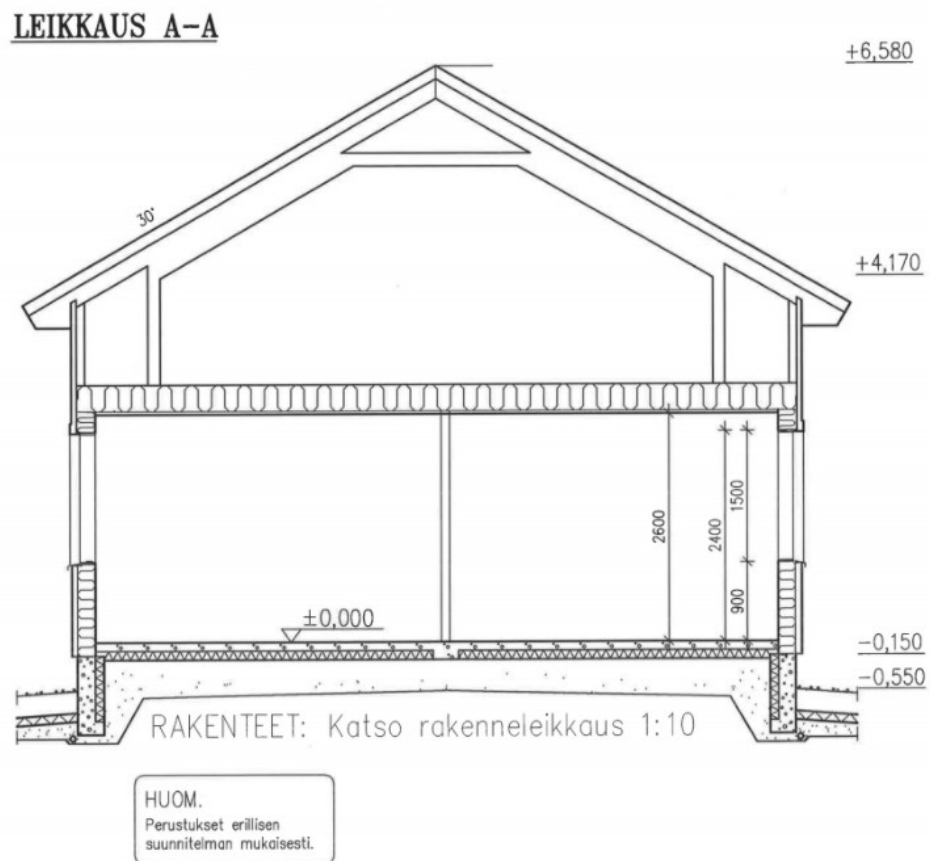 LEIKKAUS A-A
+6,580
30°
+4,170
2600
2400
1500
900
±0,000
-0,150
-0,550
RAKENTEET: Katso rakenneleikkaus 1:10
HUOM.
Perustukset erillisen
suunnitelman mukaisesti.